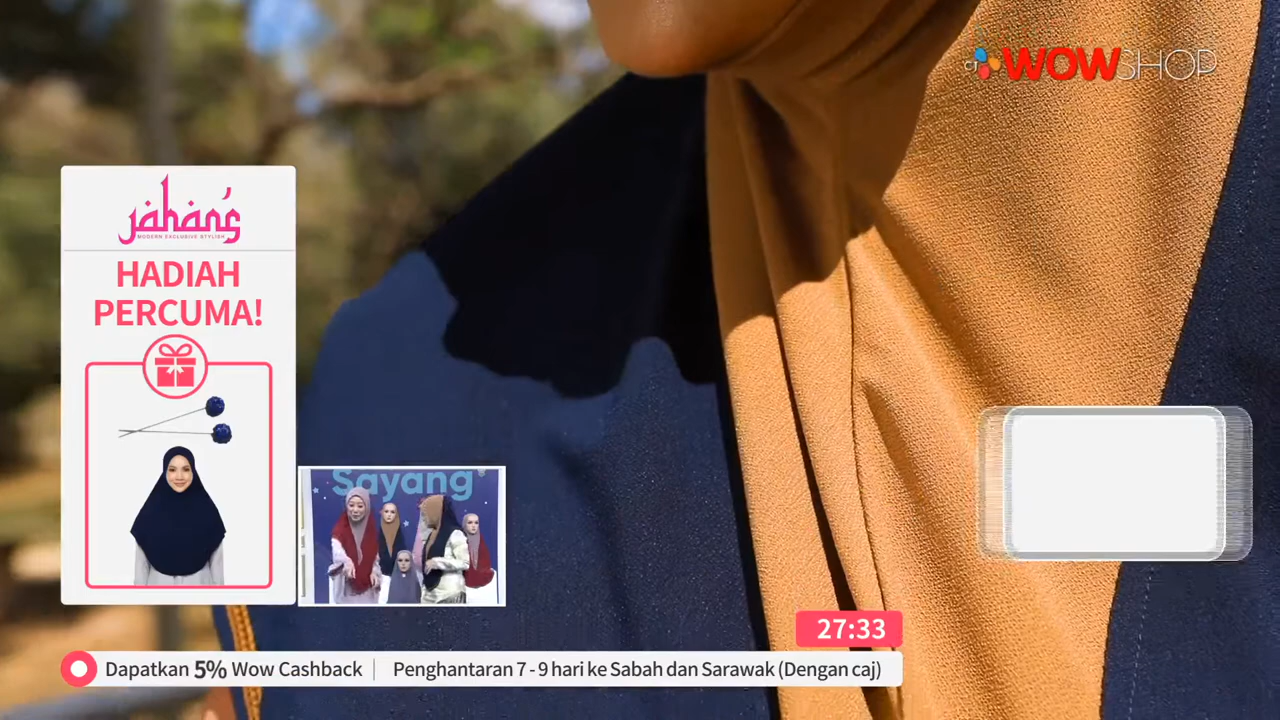 WOWSHOP
jahan's
MODERN EXCLUSIVE STYLISH
HADIAH
PERCUMA!
Sayang
27:33
Dapatkan 5% Wow Cashback | Penghantaran 7 - 9 hari ke Sabah dan Sarawak (Dengan caj)